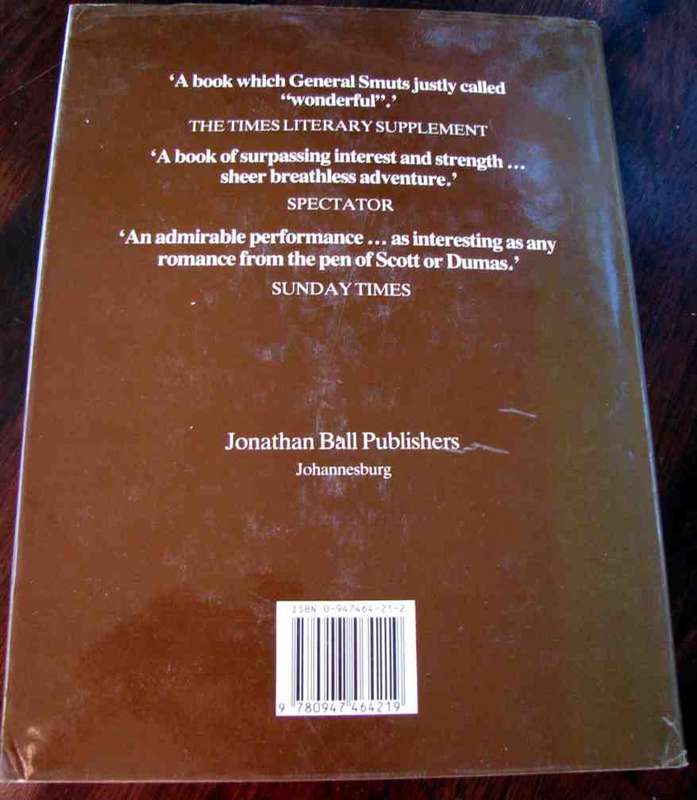 ‘A book which General Smuts justly called
“wonderful”.’
THE TIMES LITERARY SUPPLEMENT
‘A book of surpassing interest and strength ...
sheer breathless adventure.’
SPECTATOR
‘An admirable performance ... as interesting as any
romance from the pen of Scott or Dumas.’
SUNDAY TIMES
Jonathan Ball Publishers
Johannesburg
ISBN 0-947464-21-2
9 780947 464219